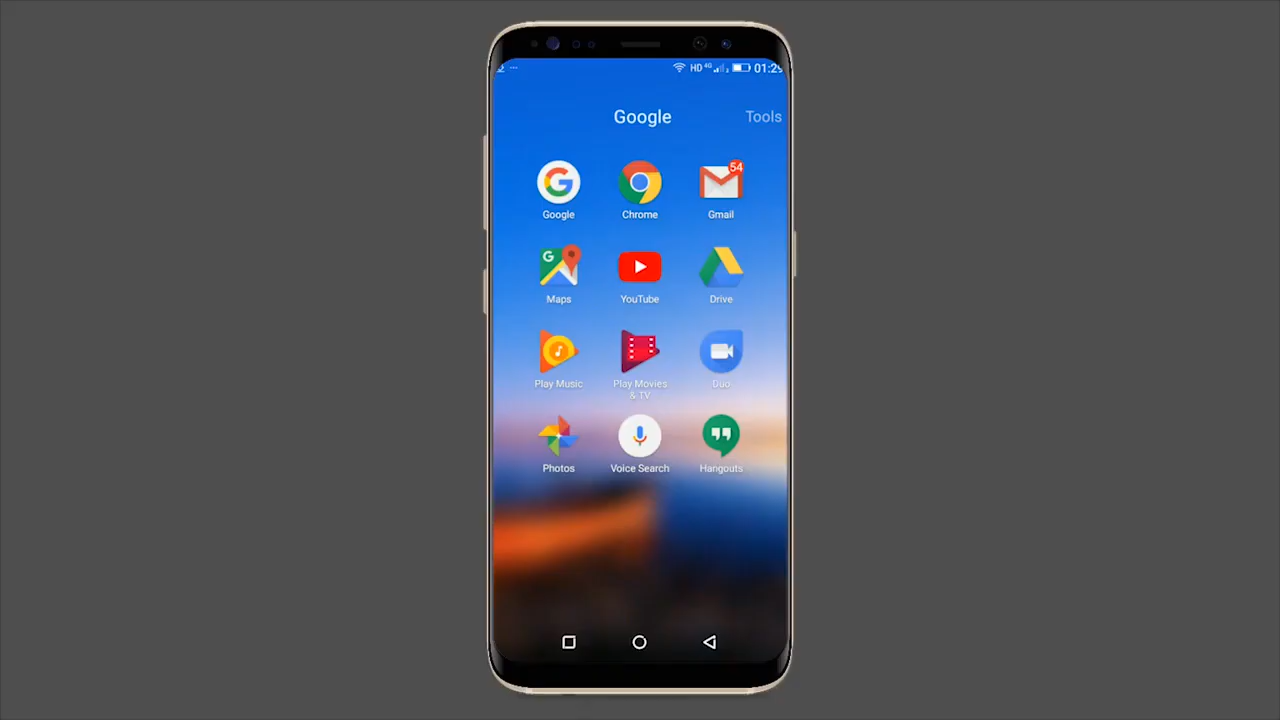 HD 4G 01:29
Google Tools
54
Google Chrome Gmail
G
Maps YouTube Drive
Play Music Play Movies & TV Duo
Photos Voice Search Hangouts